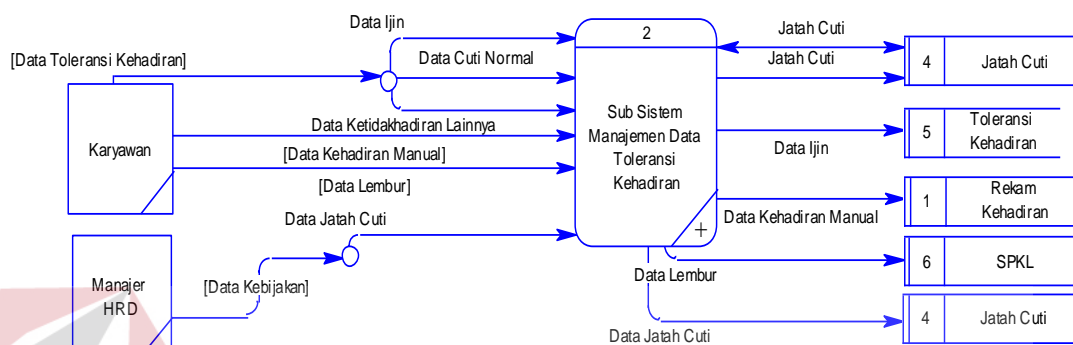 Data Ijin
[Data Toleransi Kehadiran]
Data Cuti Normal
Data Ketidakhadiran Lainnya
Karyawan
[Data Kehadiran Manual]
[Data Lembur]
Data Jatah Cuti
Manajer
HRD
[Data Kebijakan]
2
Sub Sistem
Manajemen Data
Toleransi
Kehadiran
+
Jatah Cuti
Jatah Cuti
4
Jatah Cuti
Data Ijin
5
Toleransi
Kehadiran
Data Kehadiran Manual
1
Rekam
Kehadiran
Data Lembur
6
SPKL
Data Jatah Cuti
4
Jatah Cuti